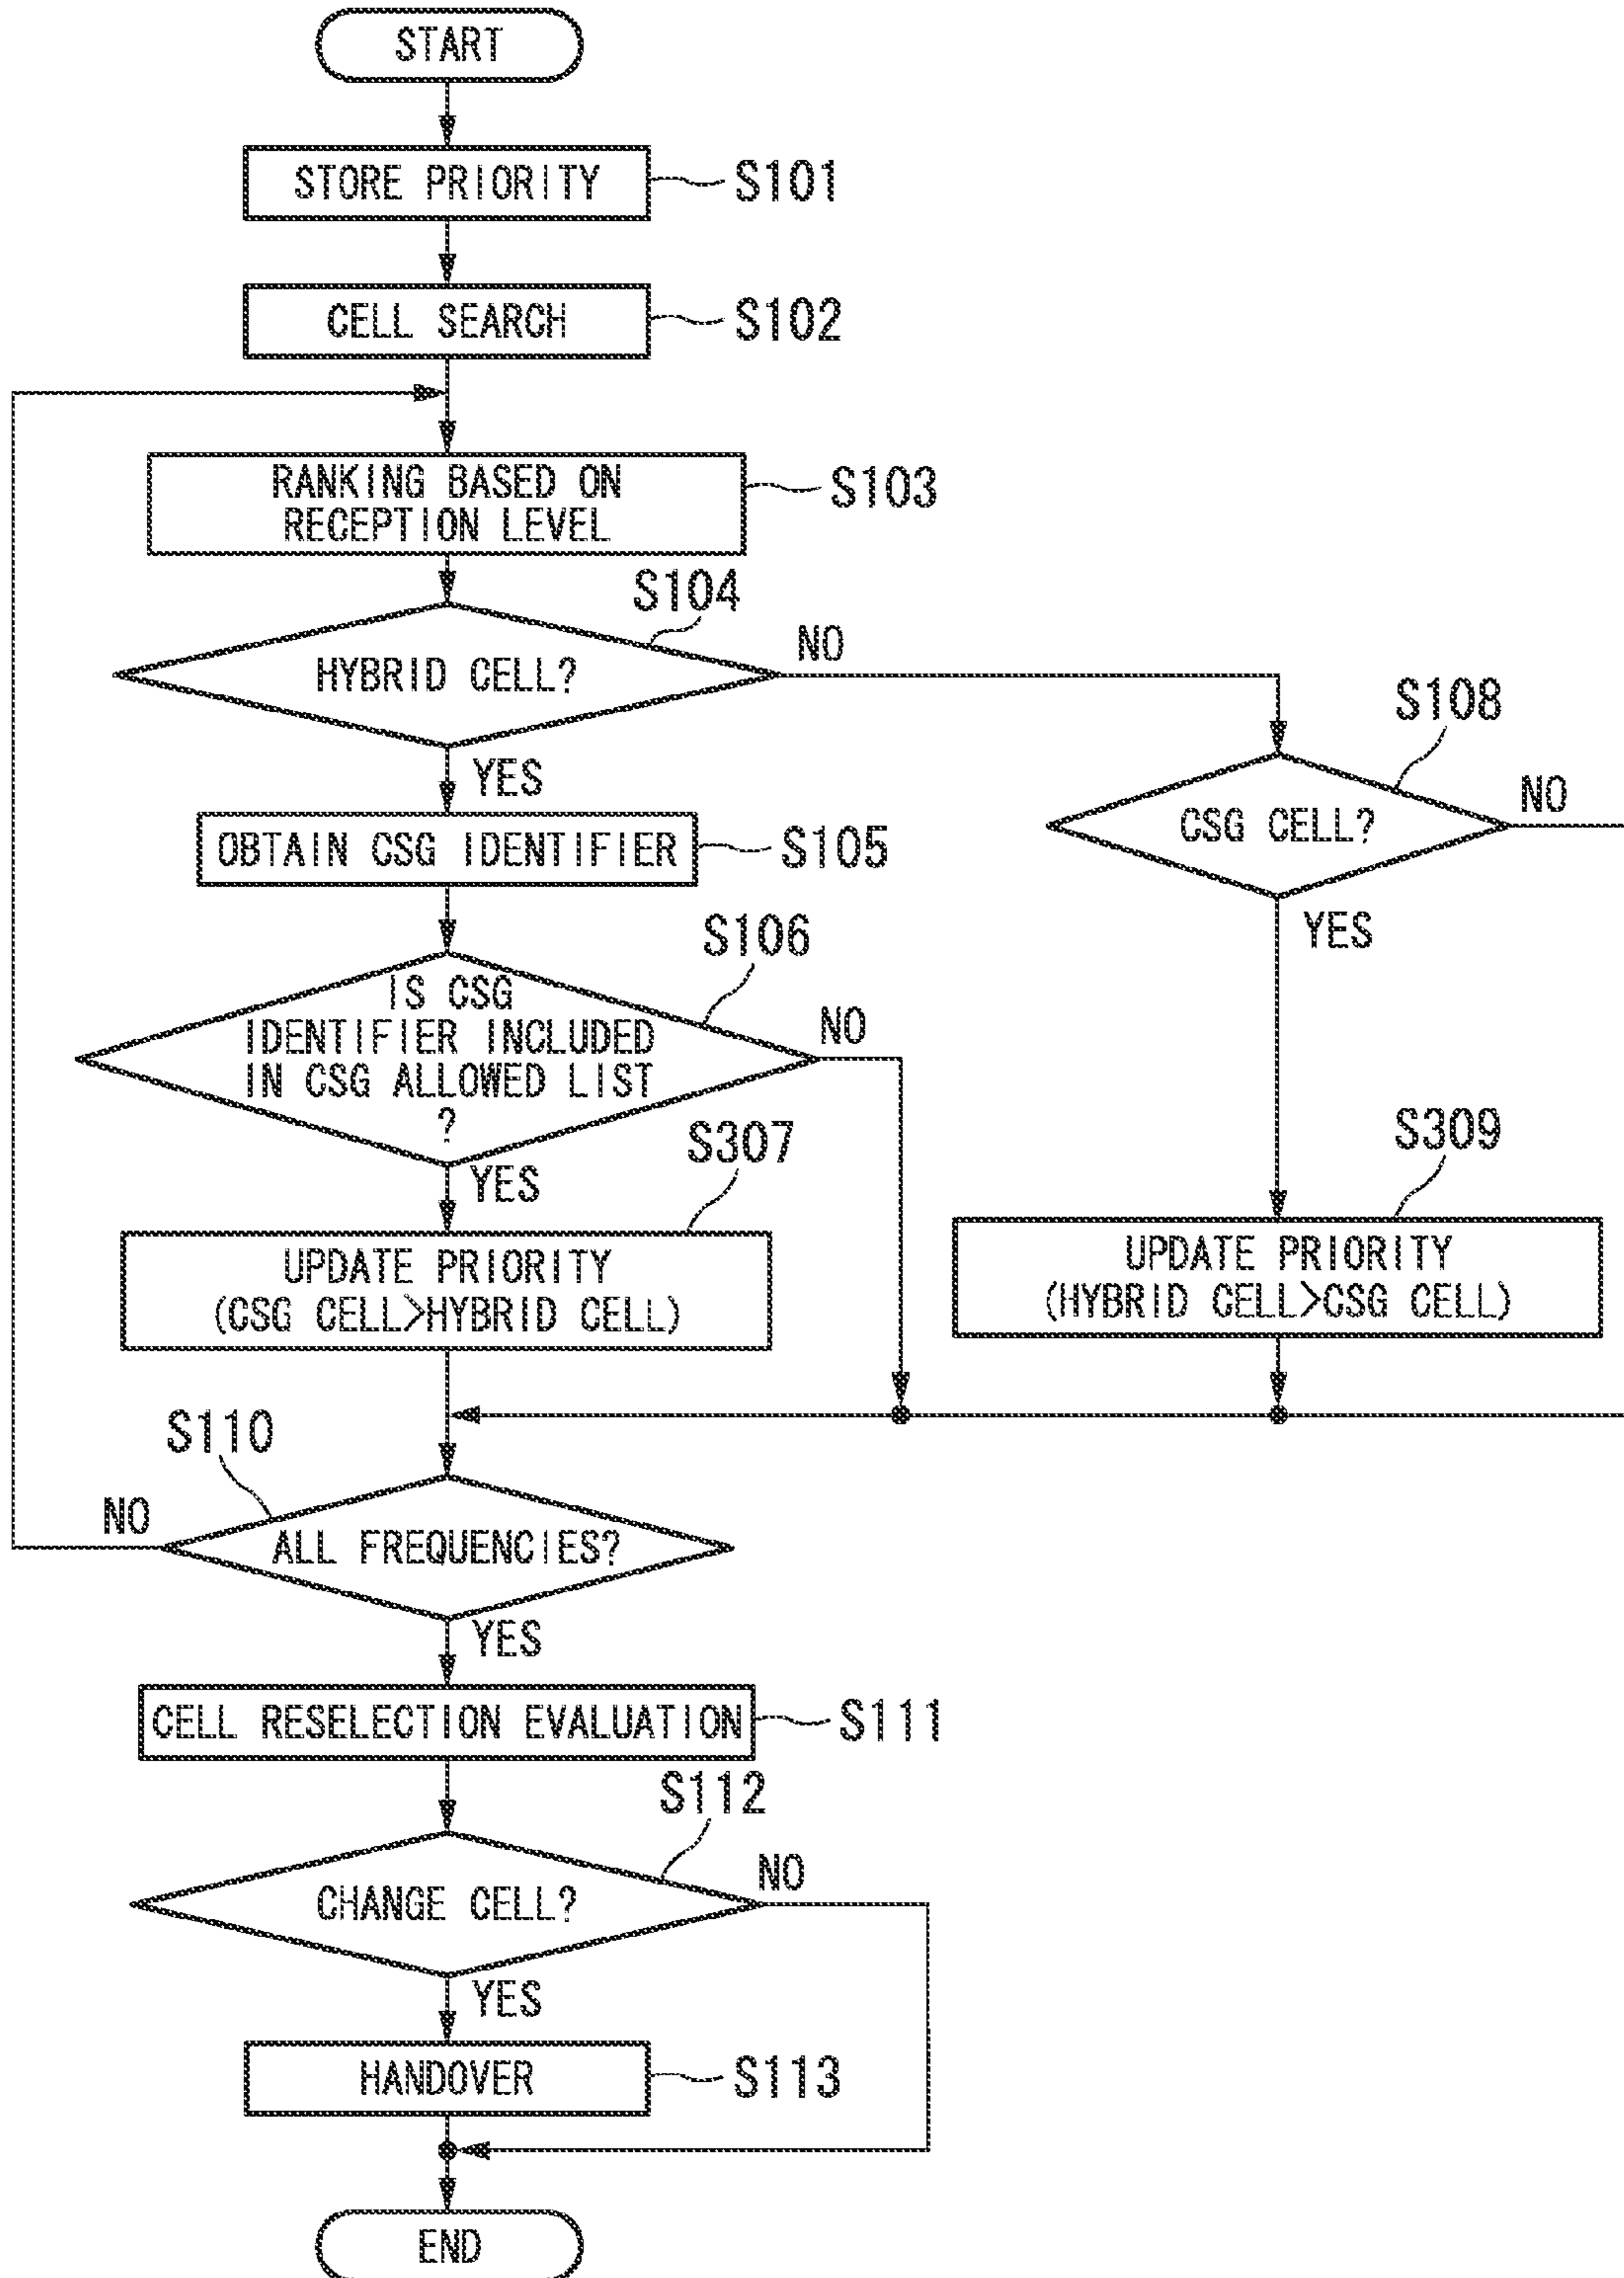 START
STORE PRIORITY
S101
CELL SEARCH
S102
RANKING BASED ON
RECEPTION LEVEL
S103
S104
HYBRID CELL?
NO
YES
S108
CSG CELL?
NO
YES
OBTAIN CSG IDENTIFIER
S105
S106
IS CSG
IDENTIFIER INCLUDED
IN CSG ALLOWED LIST
?
NO
YES
S307
UPDATE PRIORITY
(CSG CELL>HYBRID CELL)
S309
UPDATE PRIORITY
(HYBRID CELL>CSG CELL)
S110
NO
ALL FREQUENCIES?
YES
CELL RESELECTION EVALUATION
S111
S112
CHANGE CELL?
NO
YES
HANDOVER
S113
END